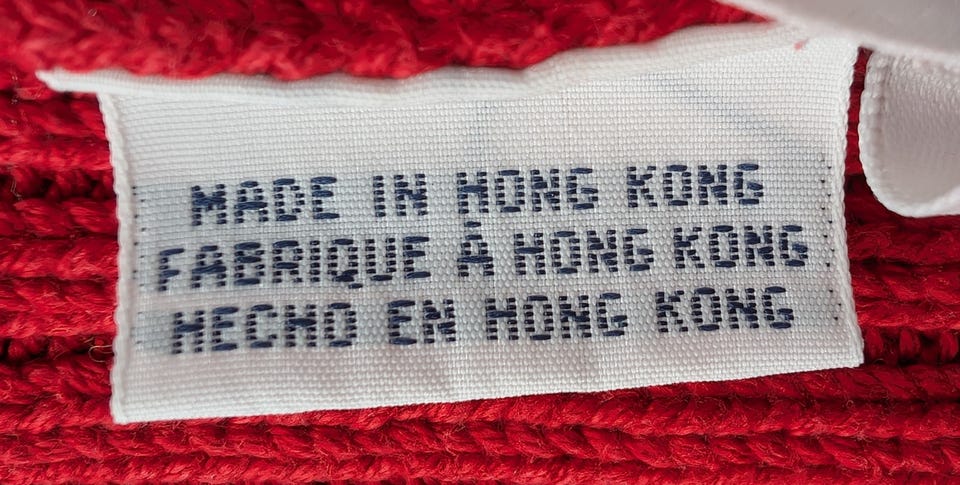 MADE IN HONG KONG
FABRIQUE À HONG KONG
HECHO EN HONG KONG